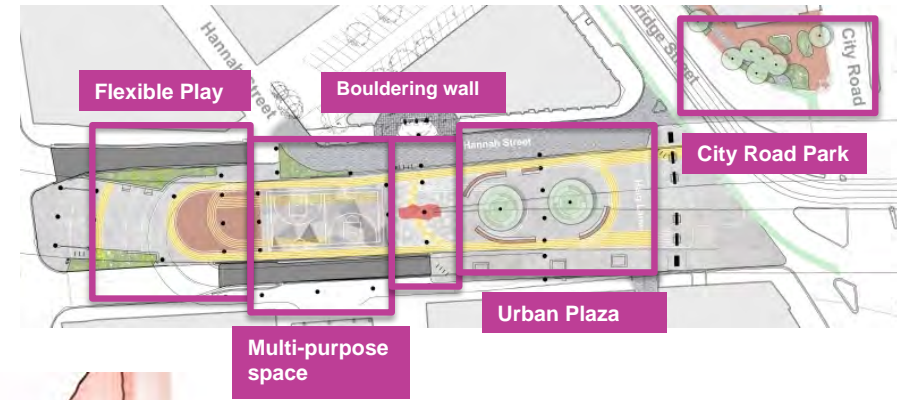 Hannah Street
City Road
Flexible Play
Bouldering wall
Hannah Street
City Road Park
Urban Plaza
Multi-purpose
space